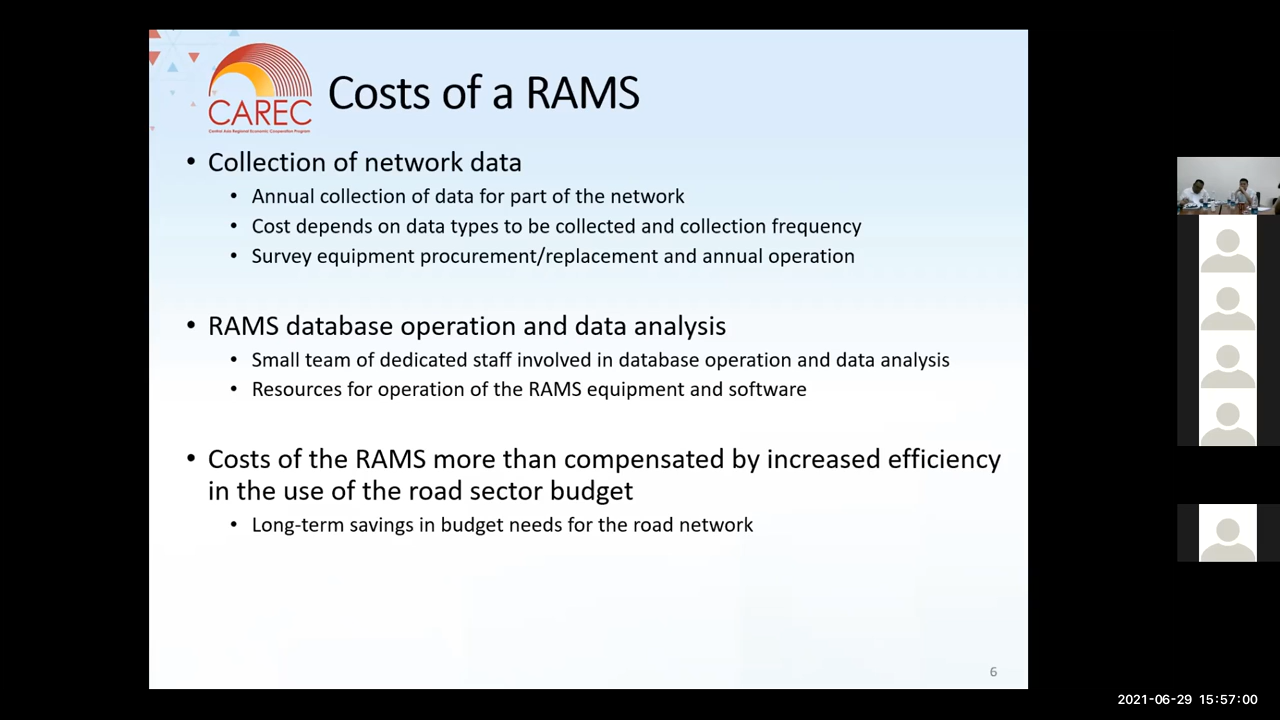 CAREC
Central Asia Regional Economic Cooperation Program
Costs of a RAMS
• Collection of network data
• Annual collection of data for part of the network
• Cost depends on data types to be collected and collection frequency
• Survey equipment procurement/replacement and annual operation
• RAMS database operation and data analysis
• Small team of dedicated staff involved in database operation and data analysis
• Resources for operation of the RAMS equipment and software
• Costs of the RAMS more than compensated by increased efficiency
in the use of the road sector budget
• Long-term savings in budget needs for the road network
6
2021-06-29 15:57:00